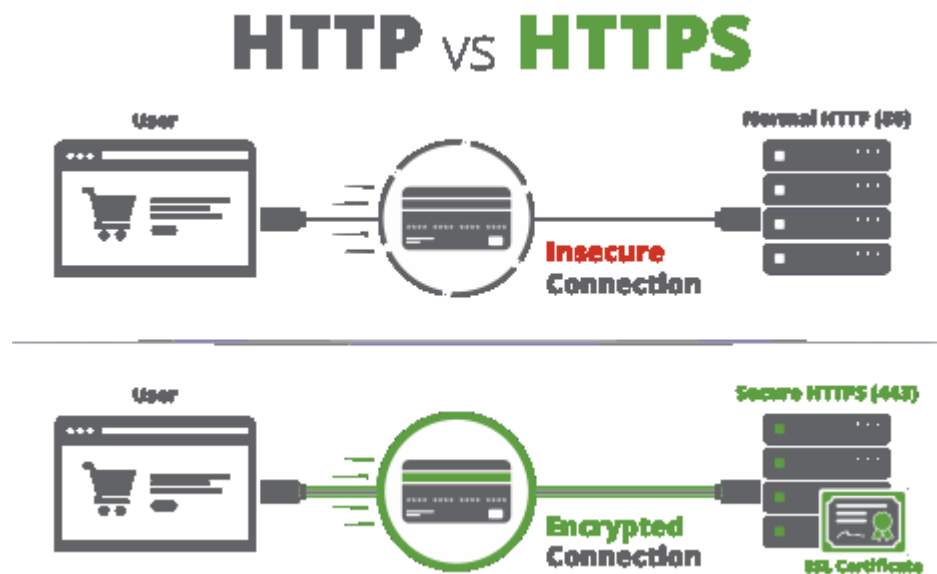 HTTP vs HTTPS
User
Normal HTTP (80)
Insecure
Connection
User
Secure HTTPS (443)
Encrypted
Connection
SSL Certificate